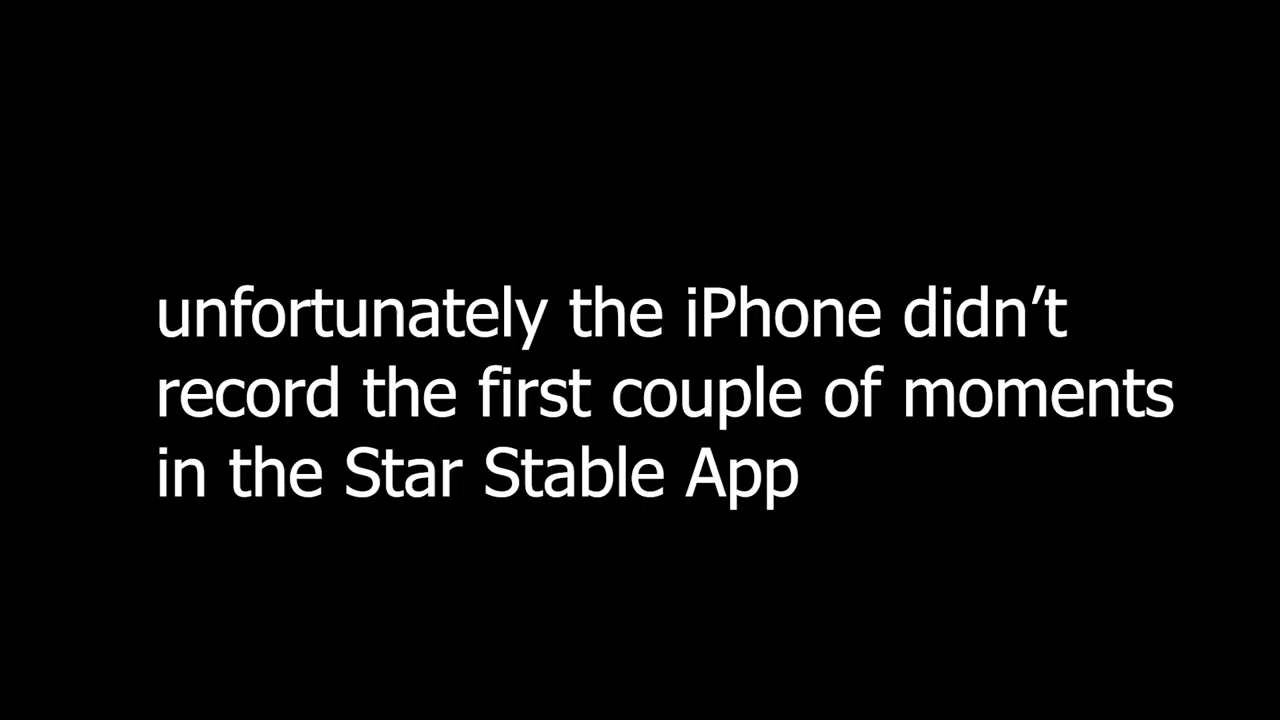 unfortunately the iPhone didn’t
record the first couple of moments
in the Star Stable App